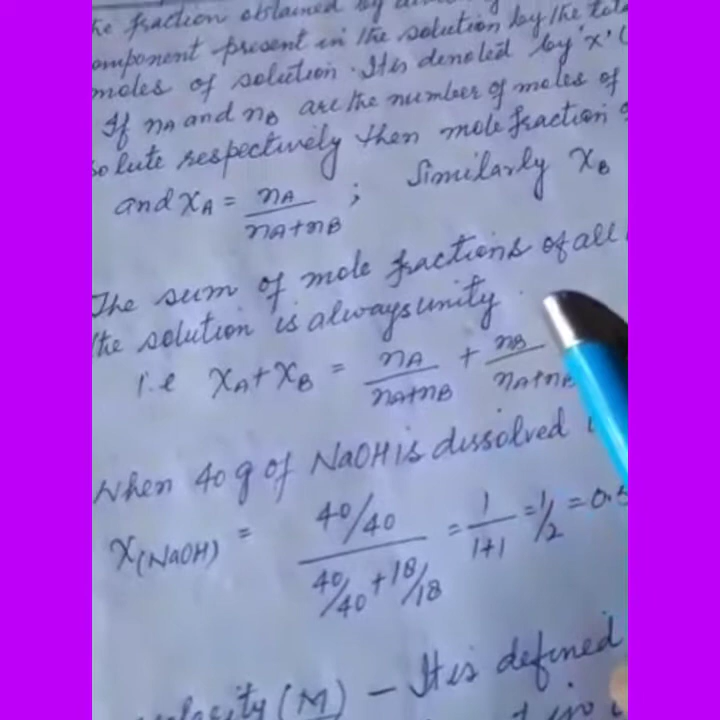 fraction obtained by
component present in the solution by the total
moles of solution. It is denoted by 'x' (
If nA and nB are the number of moles of
solute respectively then mole fraction
and xA = nA/nA+nB ; Similarly xB
The sum of mole fractions of all
the solution is always unity.
i.e xA+xB = nA/nA+nB + nB/nA+nB
When 40 g of NaOH is dissolved
x(NaOH) = 40/40 / 40/40 + 18/18 = 1/1+1 = 1/2 = 0.5
(M) – It is defined